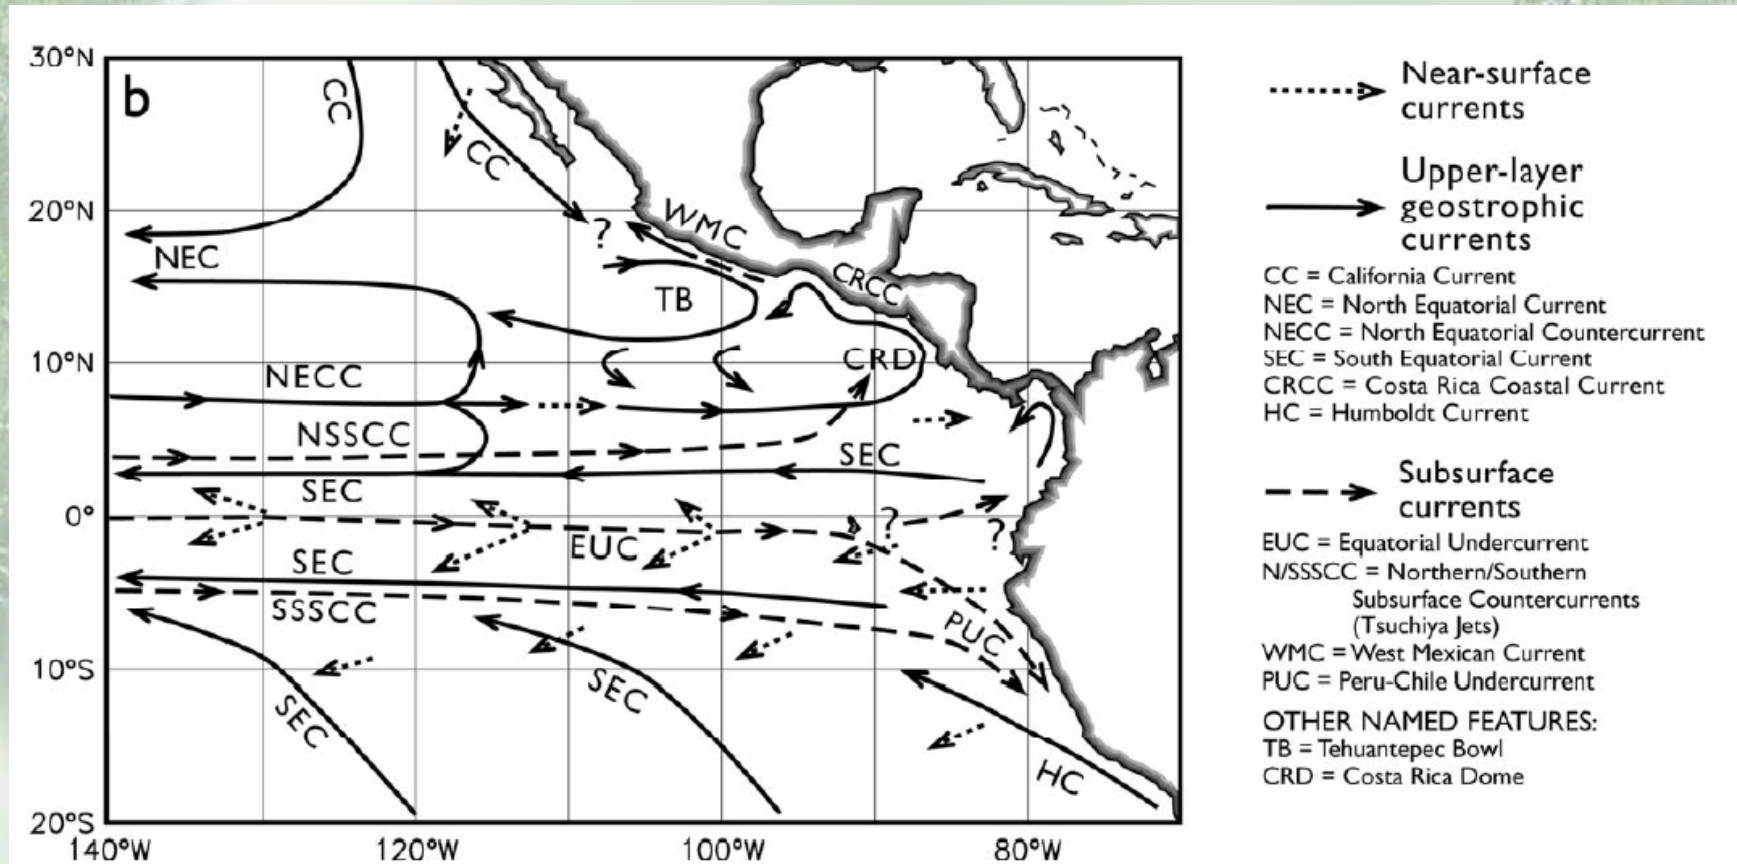 30°N
20°N
10°N
0°
10°S
20°S
140°W
120°W
100°W
80°W
b
CC
CC
NEC
?
WMC
TB
CRCC
CRD
NECC
NSSCC
SEC
SEC
?
?
EUC
SEC
SSSCC
PUC
SEC
SEC
HC
Near-surface
currents
Upper-layer
geostrophic
currents
CC = California Current
NEC = North Equatorial Current
NECC = North Equatorial Countercurrent
SEC = South Equatorial Current
CRCC = Costa Rica Coastal Current
HC = Humboldt Current
Subsurface
currents
EUC = Equatorial Undercurrent
N/SSSCC = Northern/Southern
Subsurface Countercurrents
(Tsuchiya Jets)
WMC = West Mexican Current
PUC = Peru-Chile Undercurrent
OTHER NAMED FEATURES:
TB = Tehuantepec Bowl
CRD = Costa Rica Dome